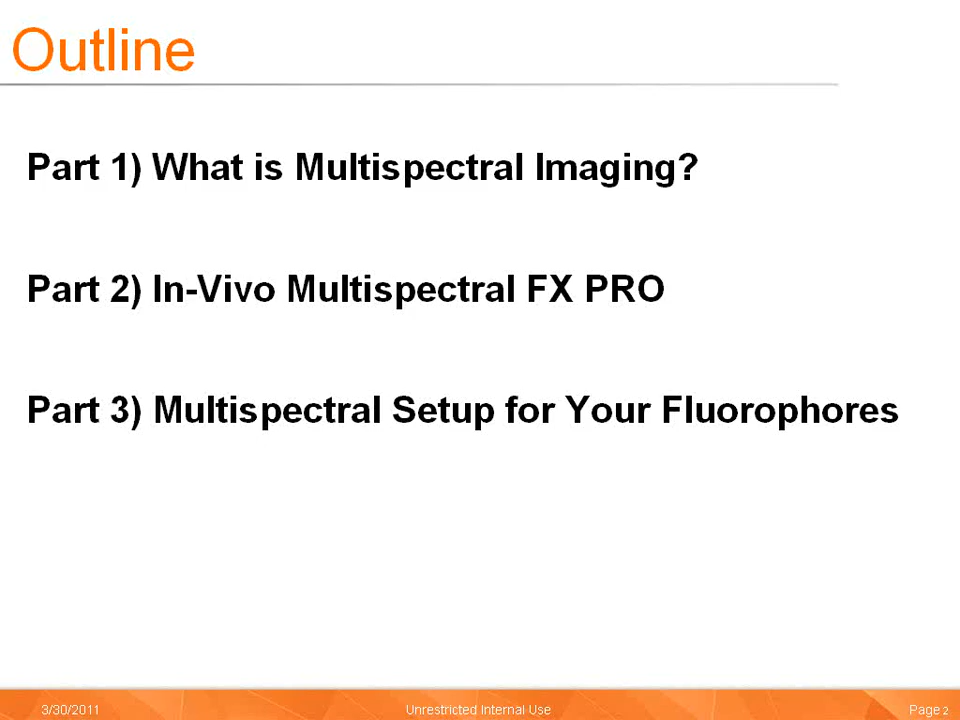 Outline
Part 1) What is Multispectral Imaging?
Part 2) In-Vivo Multispectral FX PRO
Part 3) Multispectral Setup for Your Fluorophores
3/30/2011 Unrestricted Internal Use Page 2